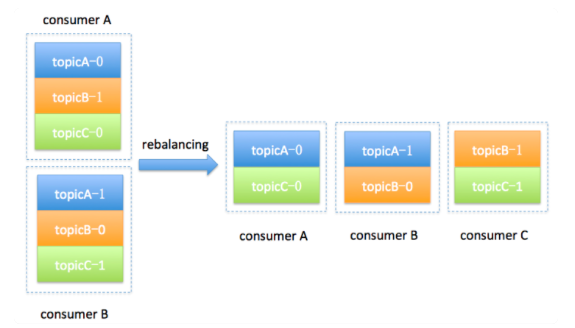 consumer A
topicA-0
topicB-1
topicC-0
topicA-1
topicB-0
topicC-1
consumer B
rebalancing
topicA-0
topicC-0
consumer A
topicA-1
topicB-0
consumer B
topicB-1
topicC-1
consumer C